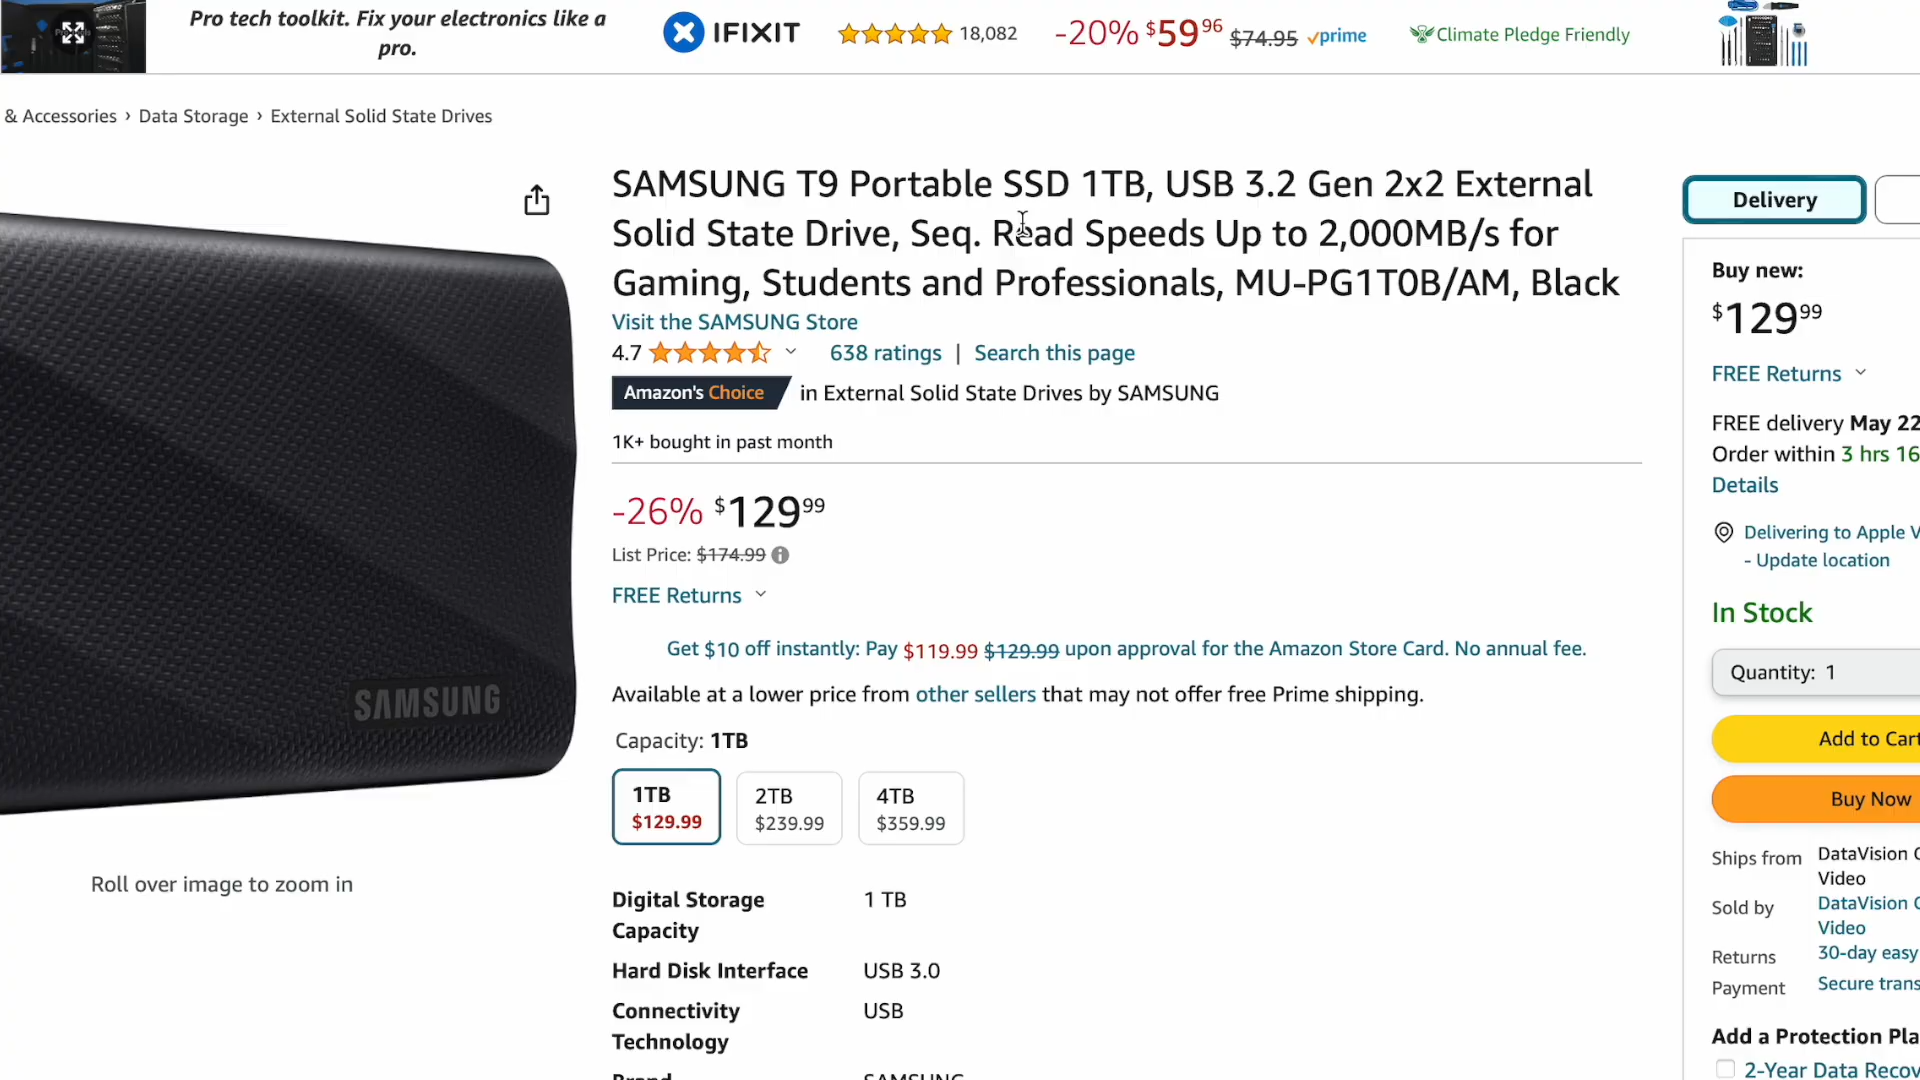 Pro tech toolkit. Fix your electronics like a
pro.
IFIXIT
18,082
-20% $59 96 $74.95 prime
Climate Pledge Friendly
& Accessories › Data Storage › External Solid State Drives
SAMSUNG T9 Portable SSD 1TB, USB 3.2 Gen 2x2 External
Solid State Drive, Seq. Read Speeds Up to 2,000MB/s for
Gaming, Students and Professionals, MU-PG1T0B/AM, Black
Visit the SAMSUNG Store
4.7
638 ratings | Search this page
Amazon's Choice in External Solid State Drives by SAMSUNG
1K+ bought in past month
-26% $129 99
List Price: $174.99
FREE Returns
Get $10 off instantly: Pay $119.99 $129.99 upon approval for the Amazon Store Card. No annual fee.
Available at a lower price from other sellers that may not offer free Prime shipping.
Capacity: 1TB
1TB
$129.99
2TB
$239.99
4TB
$359.99
Digital Storage
Capacity
1 TB
Hard Disk Interface
USB 3.0
Connectivity
Technology
USB
Brand
SAMSUNG
SAMSUNG
Roll over image to zoom in
Delivery
Buy new:
$129 99
FREE Returns
FREE delivery May 22
Order within 3 hrs 16
Details
Delivering to Apple V
- Update location
In Stock
Quantity: 1
Add to Cart
Buy Now
Ships from
DataVision C
Video
Sold by
DataVision C
Video
Returns
30-day easy
Payment
Secure trans
Add a Protection Pla
2-Year Data Recov